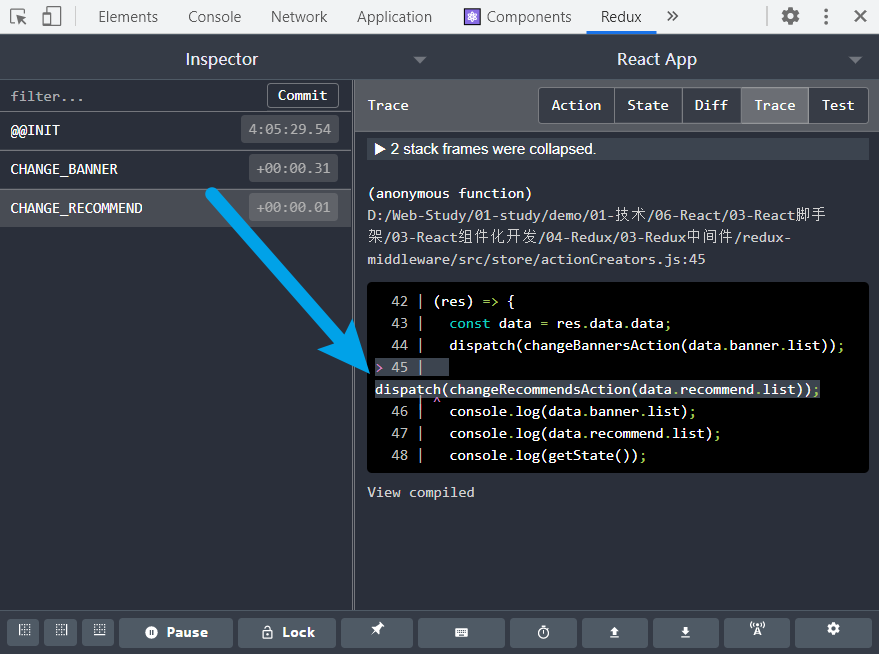 Elements Console Network Application Components Redux »
Inspector React App
filter... Commit
@@INIT 4:05:29.54
CHANGE_BANNER +00:00.31
CHANGE_RECOMMEND +00:00.01
Trace Action State Diff Trace Test
▶ 2 stack frames were collapsed.
(anonymous function)
D:/Web-Study/01-study/demo/01-技术/06-React/03-React脚手
架/03-React组件化开发/04-Redux/03-Redux中间件/redux-
middleware/src/store/actionCreators.js:45
42 | (res) => {
43 |   const data = res.data.data;
44 |   dispatch(changeBannersAction(data.banner.list));
> 45 |
dispatch(changeRecommendsAction(data.recommend.list));
| ^
46 |   console.log(data.banner.list);
47 |   console.log(data.recommend.list);
48 |   console.log(getState());
View compiled
Pause Lock